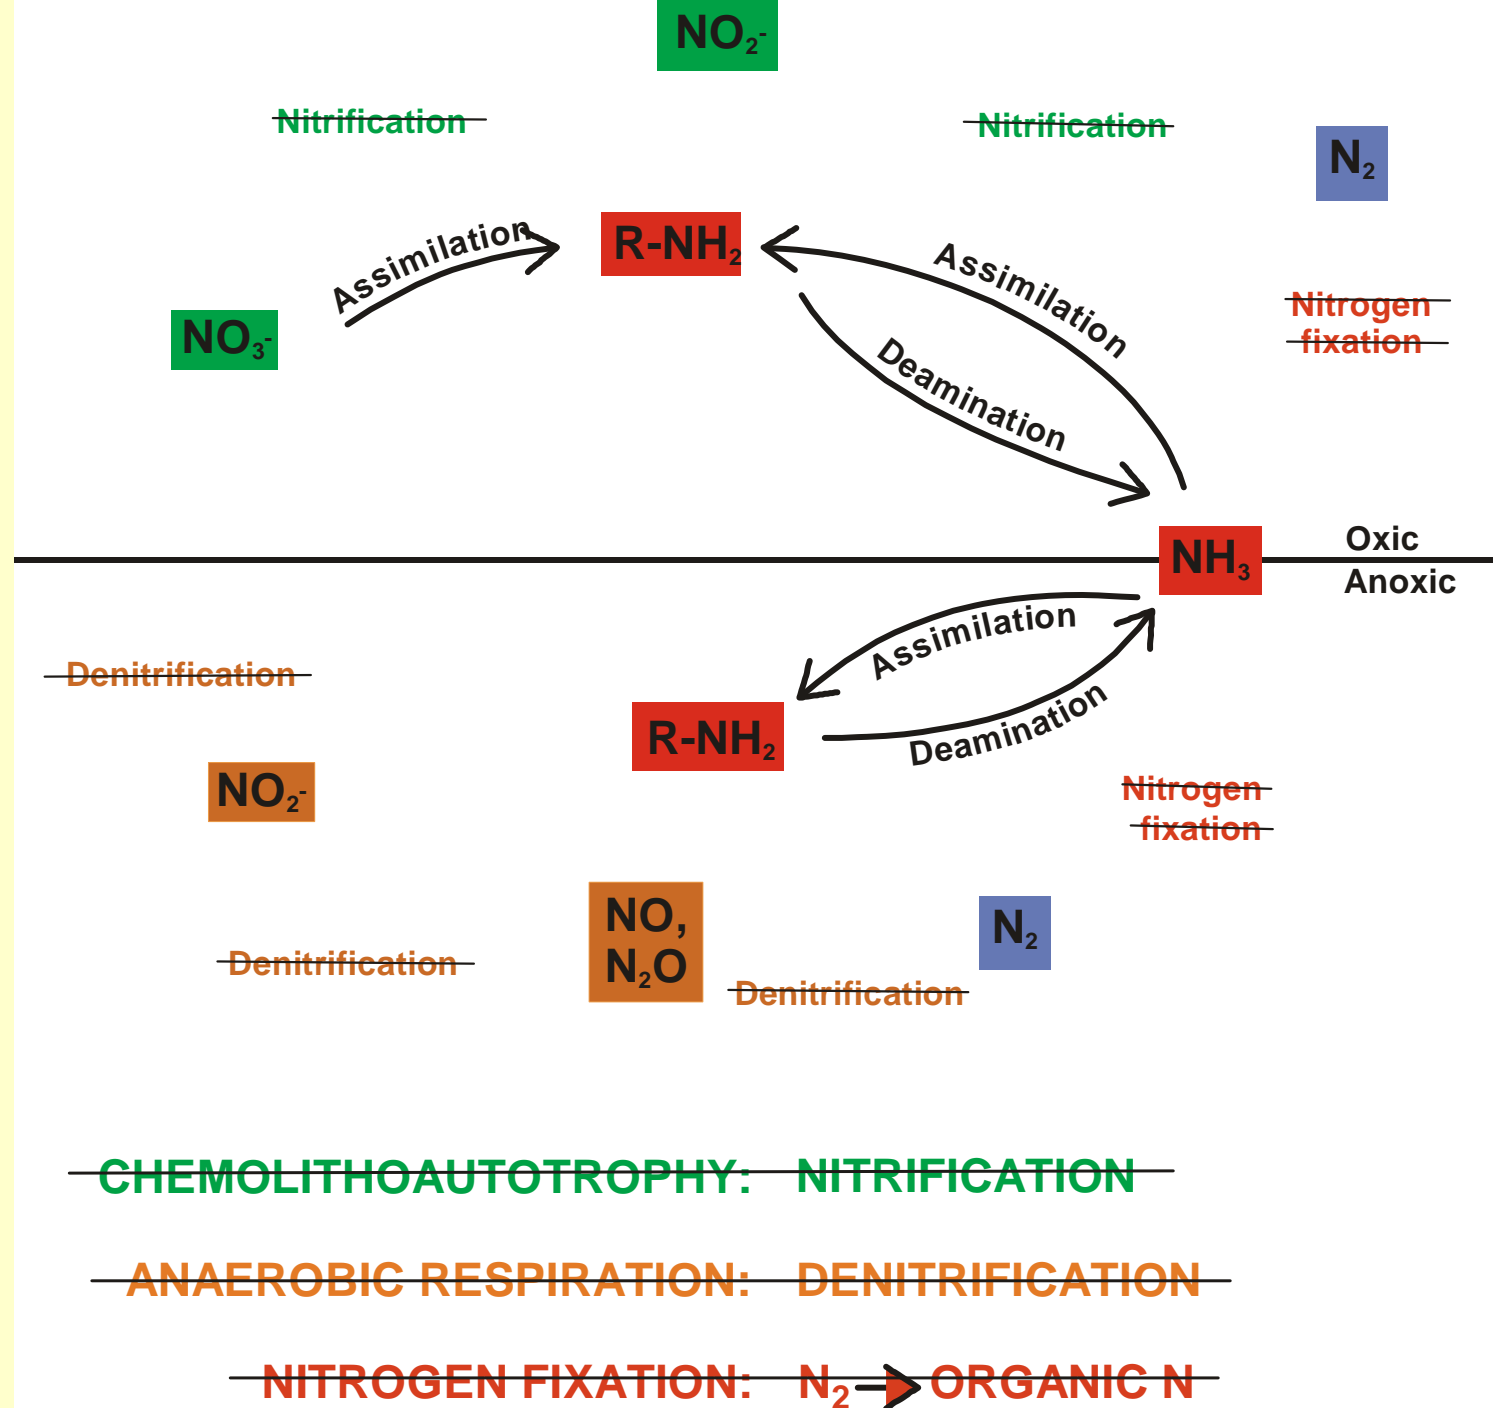 NO₂-
Nitrification
Nitrification
N₂
Assimilation
R-NH₂
Assimilation
Nitrogen
fixation
NO₃-
Deamination
Oxic
NH₃
Anoxic
Assimilation
Denitrification
R-NH₂
Deamination
NO₂-
Nitrogen
fixation
NO,
N₂O
N₂
Denitrification
Denitrification
CHEMOLITHOAUTOTROPHY: NITRIFICATION
ANAEROBIC RESPIRATION: DENITRIFICATION
NITROGEN FIXATION: N₂ → ORGANIC N